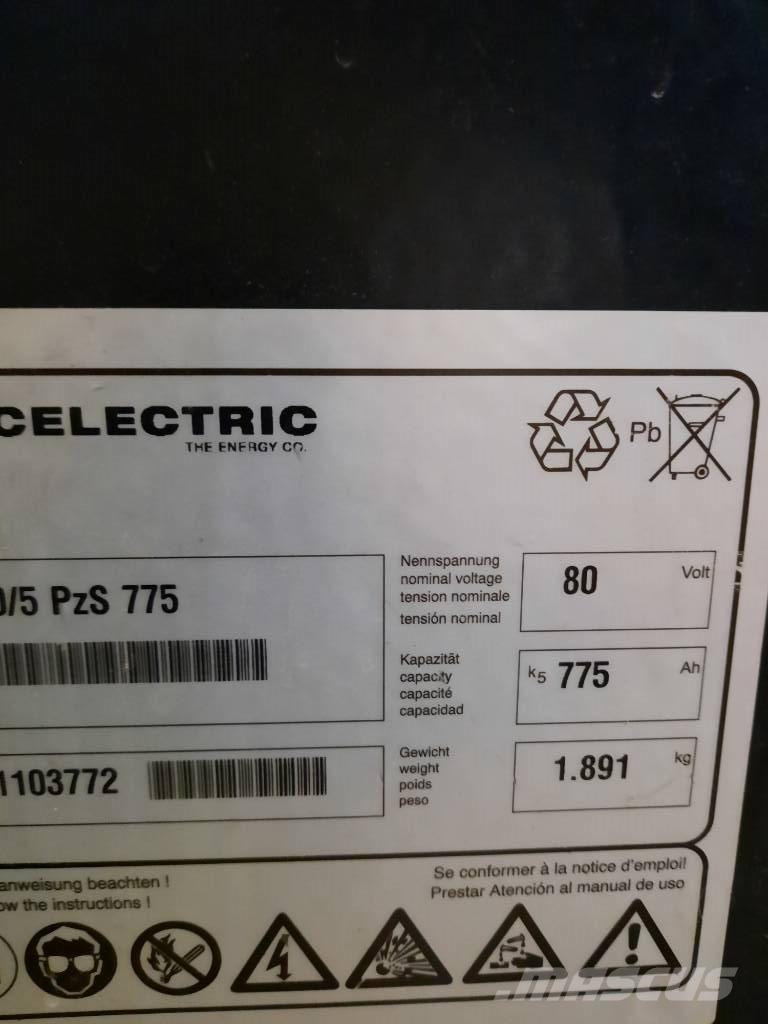 CELECTRIC
THE ENERGY CO.
Pb
0/5 PzS 775
Nennspannung
nominal voltage
tension nominale
tensión nominal
80 Volt
Kapazität
capacity
capacité
capacidad
k5 775 Ah
1103772
Gewicht
weight
poids
peso
1.891 kg
anweisung beachten !
ow the instructions !
Se conformer à la notice d'emploi!
Prestar Atención al manual de uso
MASCUS